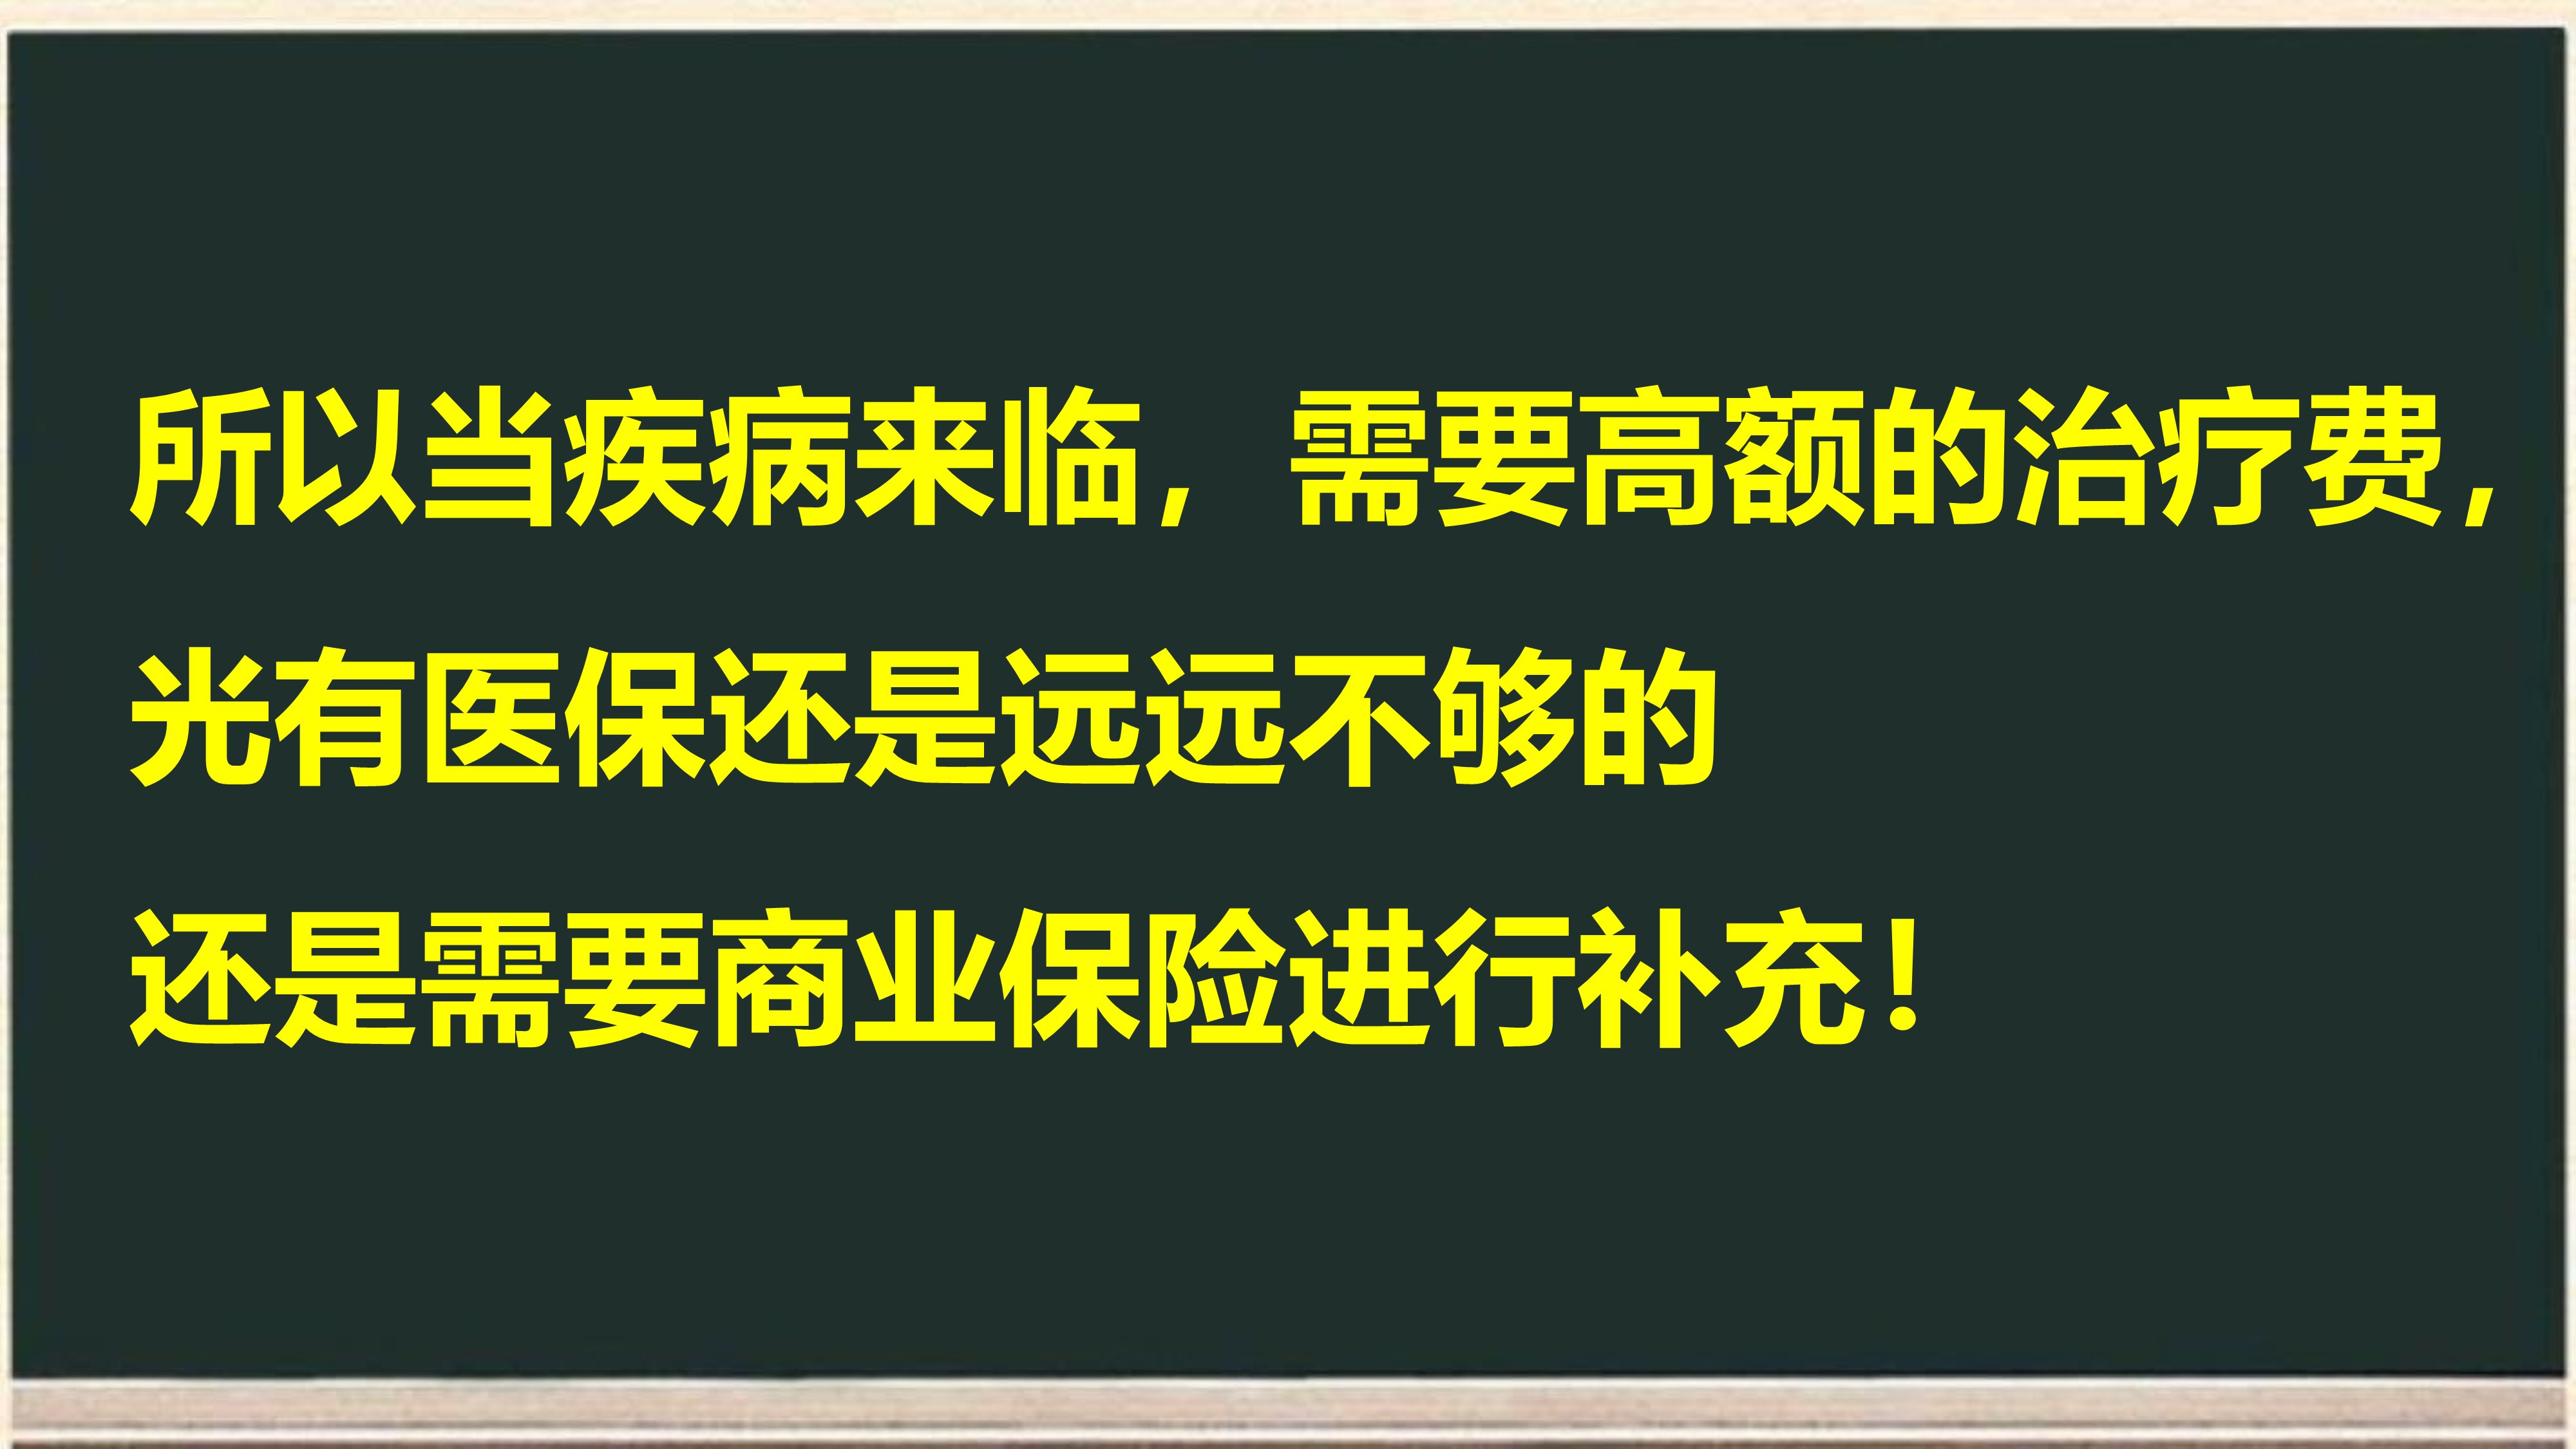 所以当疾病来临，需要高额的治疗费，
光有医保还是远远不够的
还是需要商业保险进行补充！